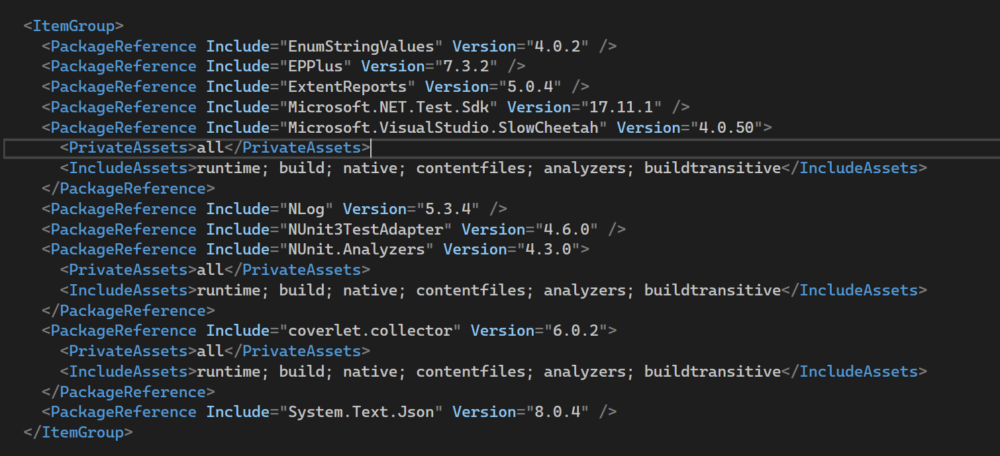 <ItemGroup>
<PackageReference Include="EnumStringValues" Version="4.0.2" />
<PackageReference Include="EPPlus" Version="7.3.2" />
<PackageReference Include="ExtentReports" Version="5.0.4" />
<PackageReference Include="Microsoft.NET.Test.Sdk" Version="17.11.1" />
<PackageReference Include="Microsoft.VisualStudio.SlowCheetah" Version="4.0.50">
<PrivateAssets>all</PrivateAssets>
<IncludeAssets>runtime; build; native; contentfiles; analyzers; buildtransitive</IncludeAssets>
</PackageReference>
<PackageReference Include="NLog" Version="5.3.4" />
<PackageReference Include="NUnit3TestAdapter" Version="4.6.0" />
<PackageReference Include="NUnit.Analyzers" Version="4.3.0">
<PrivateAssets>all</PrivateAssets>
<IncludeAssets>runtime; build; native; contentfiles; analyzers; buildtransitive</IncludeAssets>
</PackageReference>
<PackageReference Include="coverlet.collector" Version="6.0.2">
<PrivateAssets>all</PrivateAssets>
<IncludeAssets>runtime; build; native; contentfiles; analyzers; buildtransitive</IncludeAssets>
</PackageReference>
<PackageReference Include="System.Text.Json" Version="8.0.4" />
</ItemGroup>